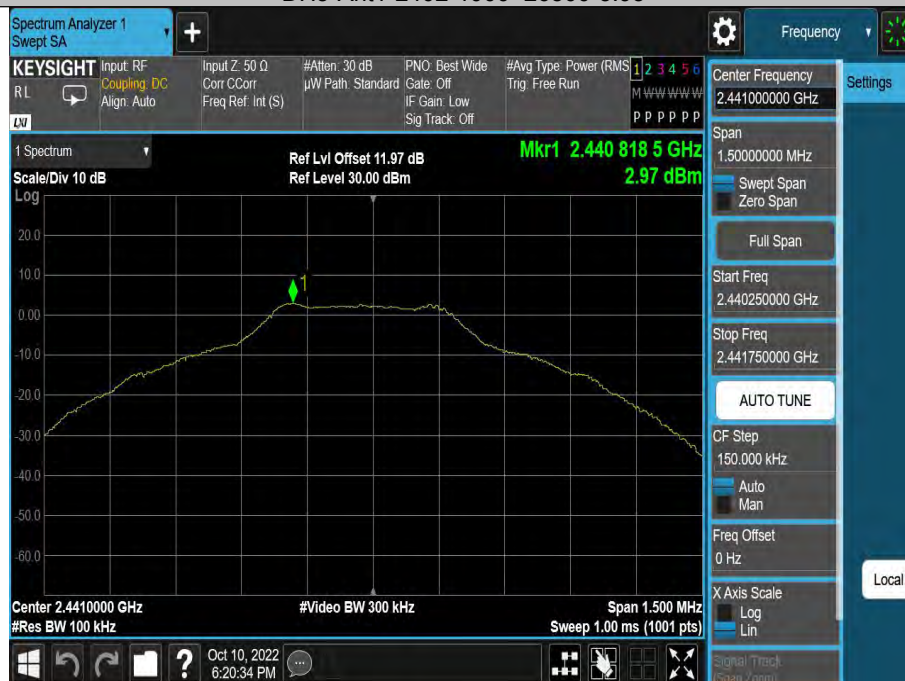 Spectrum Analyzer 1
Swept SA
Frequency
KEYSIGHT
RL
LXI
Input: RF
Coupling: DC
Align: Auto
Input Z: 50 Ω
Corr CCorr
Freq Ref: Int (S)
#Atten: 30 dB
µW Path: Standard
PNO: Best Wide
Gate: Off
IF Gain: Low
Sig Track: Off
#Avg Type: Power (RMS
Trig: Free Run
1 2 3 4 5 6
M W W W W W
P P P P P P
1 Spectrum
Scale/Div 10 dB
Log
Ref Lvl Offset 11.97 dB
Ref Level 30.00 dBm
Mkr1 2.440 818 5 GHz
2.97 dBm
1
20.0
10.0
0.00
-10.0
-20.0
-30.0
-40.0
-50.0
-60.0
Center 2.4410000 GHz
#Res BW 100 kHz
#Video BW 300 kHz
Span 1.500 MHz
Sweep 1.00 ms (1001 pts)
Oct 10, 2022
6:20:34 PM
Center Frequency
2.441000000 GHz
Span
1.50000000 MHz
Swept Span
Zero Span
Full Span
Start Freq
2.440250000 GHz
Stop Freq
2.441750000 GHz
AUTO TUNE
CF Step
150.000 kHz
Auto
Man
Freq Offset
0 Hz
X Axis Scale
Log
Lin
Signal Track
(Span Zoom)
Settings
Local